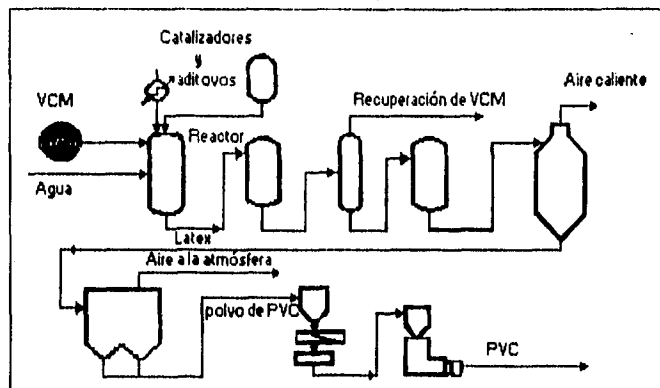 Catalizadores
y
aditovos
VCM
Agua
Reactor
Latex
Recuperación de VCM
Aire caliente
Aire a la atmósfera
polvo de PVC
PVC